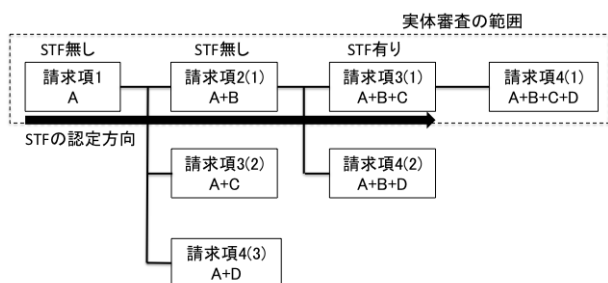 実体審査の範囲
STF無し
STF無し
STF有り
請求項1
A
請求項2(1)
A+B
請求項3(1)
A+B+C
請求項4(1)
A+B+C+D
STFの認定方向
請求項3(2)
A+C
請求項4(2)
A+B+D
請求項4(3)
A+D